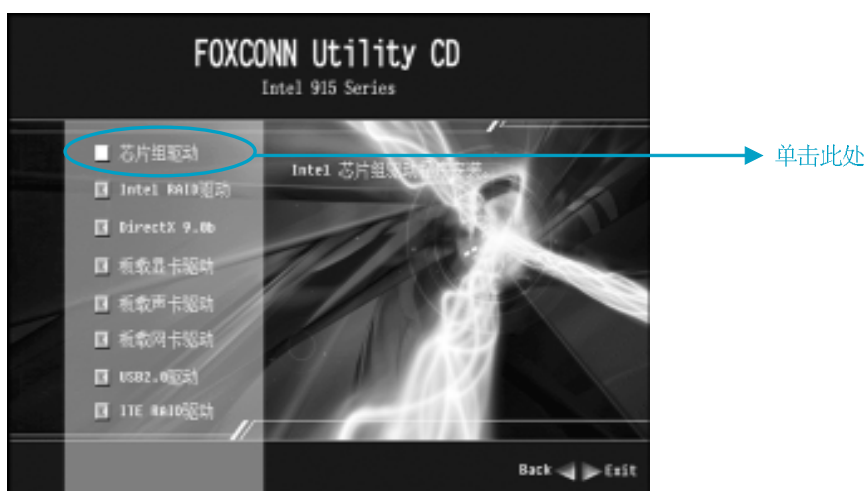 FOXCONN Utility CD
Intel 915 Series
芯片组驱动
单击此处
Intel 芯片组驱动
Intel RAID驱动
DirectX 9.0b
板载显卡驱动
板载声卡驱动
板载网卡驱动
USB2.0驱动
ITE RAID驱动
Back
Exit